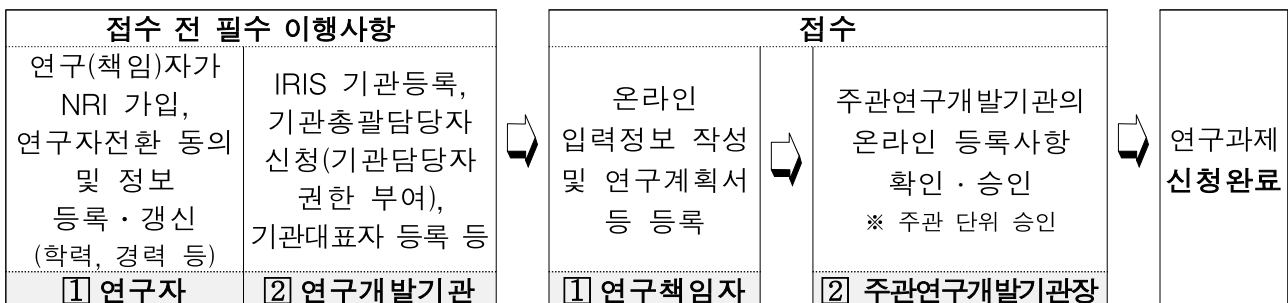 접수 전 필수 이행사항
연구(책임)자가
NRI 가입,
연구자전환 동의
및 정보
등록·갱신
(학력, 경력 등)
1 연구자
IRIS 기관등록,
기관총괄담당자
신청(기관담당자
권한 부여),
기관대표자 등록 등
2 연구개발기관
접수
온라인
입력정보 작성
및 연구계획서
등 등록
1 연구책임자
주관연구개발기관의
온라인 등록사항
확인·승인
※ 주관 단위 승인
2 주관연구개발기관장
연구과제
신청완료